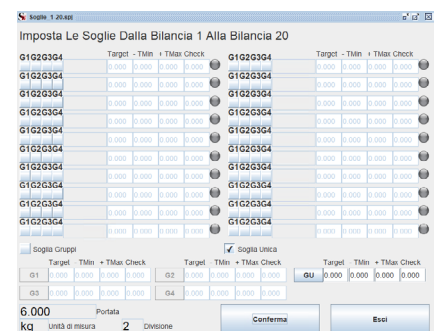 Soglie 1 20.spl
Imposta Le Soglie Dalla Bilancia 1 Alla Bilancia 20
Target - TMin + TMax Check Target - TMin + TMax Check
G1G2G3G4 G1G2G3G4
0.000 0.000 0.000 0.000 0.000 0.000 0.000 0.000
G1G2G3G4 G1G2G3G4
0.000 0.000 0.000 0.000 0.000 0.000 0.000 0.000
G1G2G3G4 G1G2G3G4
0.000 0.000 0.000 0.000 0.000 0.000 0.000 0.000
G1G2G3G4 G1G2G3G4
0.000 0.000 0.000 0.000 0.000 0.000 0.000 0.000
G1G2G3G4 G1G2G3G4
0.000 0.000 0.000 0.000 0.000 0.000 0.000 0.000
G1G2G3G4 G1G2G3G4
0.000 0.000 0.000 0.000 0.000 0.000 0.000 0.000
G1G2G3G4 G1G2G3G4
0.000 0.000 0.000 0.000 0.000 0.000 0.000 0.000
G1G2G3G4 G1G2G3G4
0.000 0.000 0.000 0.000 0.000 0.000 0.000 0.000
G1G2G3G4 G1G2G3G4
0.000 0.000 0.000 0.000 0.000 0.000 0.000 0.000
G1G2G3G4 G1G2G3G4
0.000 0.000 0.000 0.000 0.000 0.000 0.000 0.000
Soglia Gruppi Soglia Unica
Target - TMin + TMax Check Target - TMin + TMax Check Target - TMin + TMax Check
G1 0.000 0.000 0.000 0.000 G2 0.000 0.000 0.000 0.000 GU 0.000 0.000 0.000 0.000
G3 0.000 0.000 0.000 0.000 G4 0.000 0.000 0.000 0.000
6.000 Portata
kg Unità di misura 2 Divisione
Conferma Esci